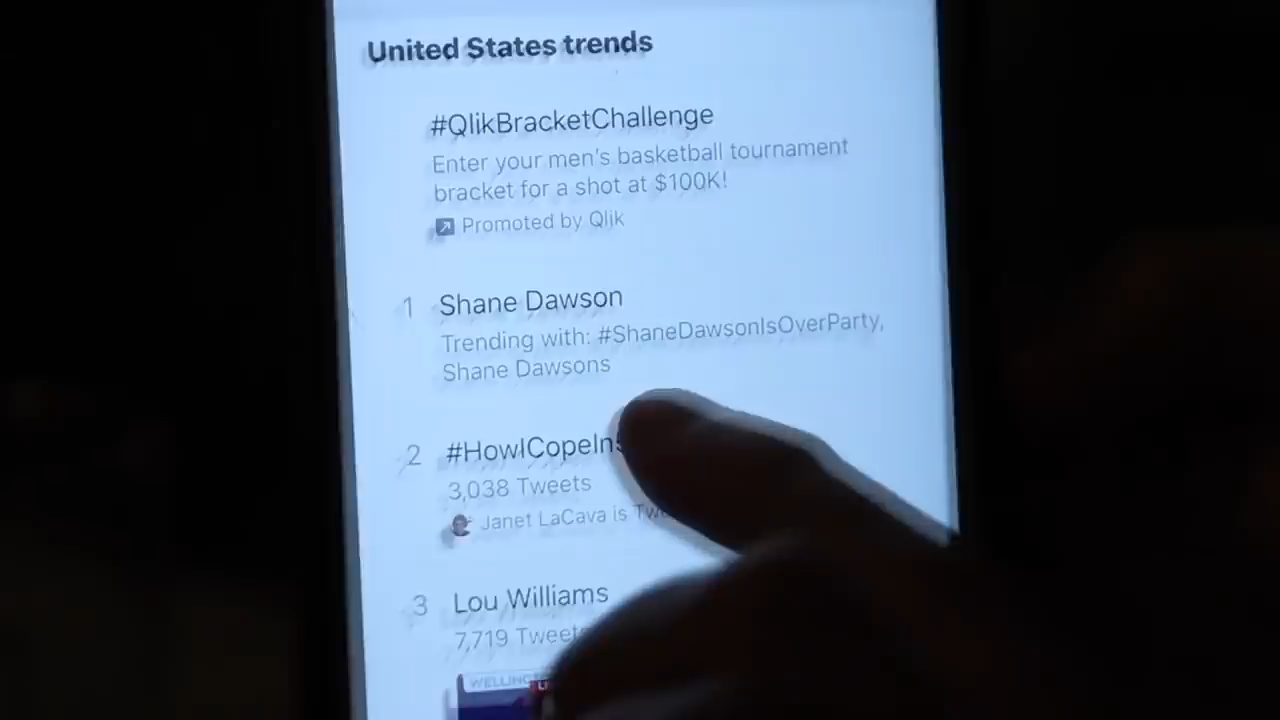 United States trends
#QlikBracketChallenge
Enter your men's basketball tournament
bracket for a shot at $100K!
Promoted by Qlik
1 Shane Dawson
Trending with: #ShaneDawsonIsOverParty,
Shane Dawsons
2 #HowICopeIn
3,038 Tweets
Janet LaCava is
3 Lou Williams
7,719 Tweets